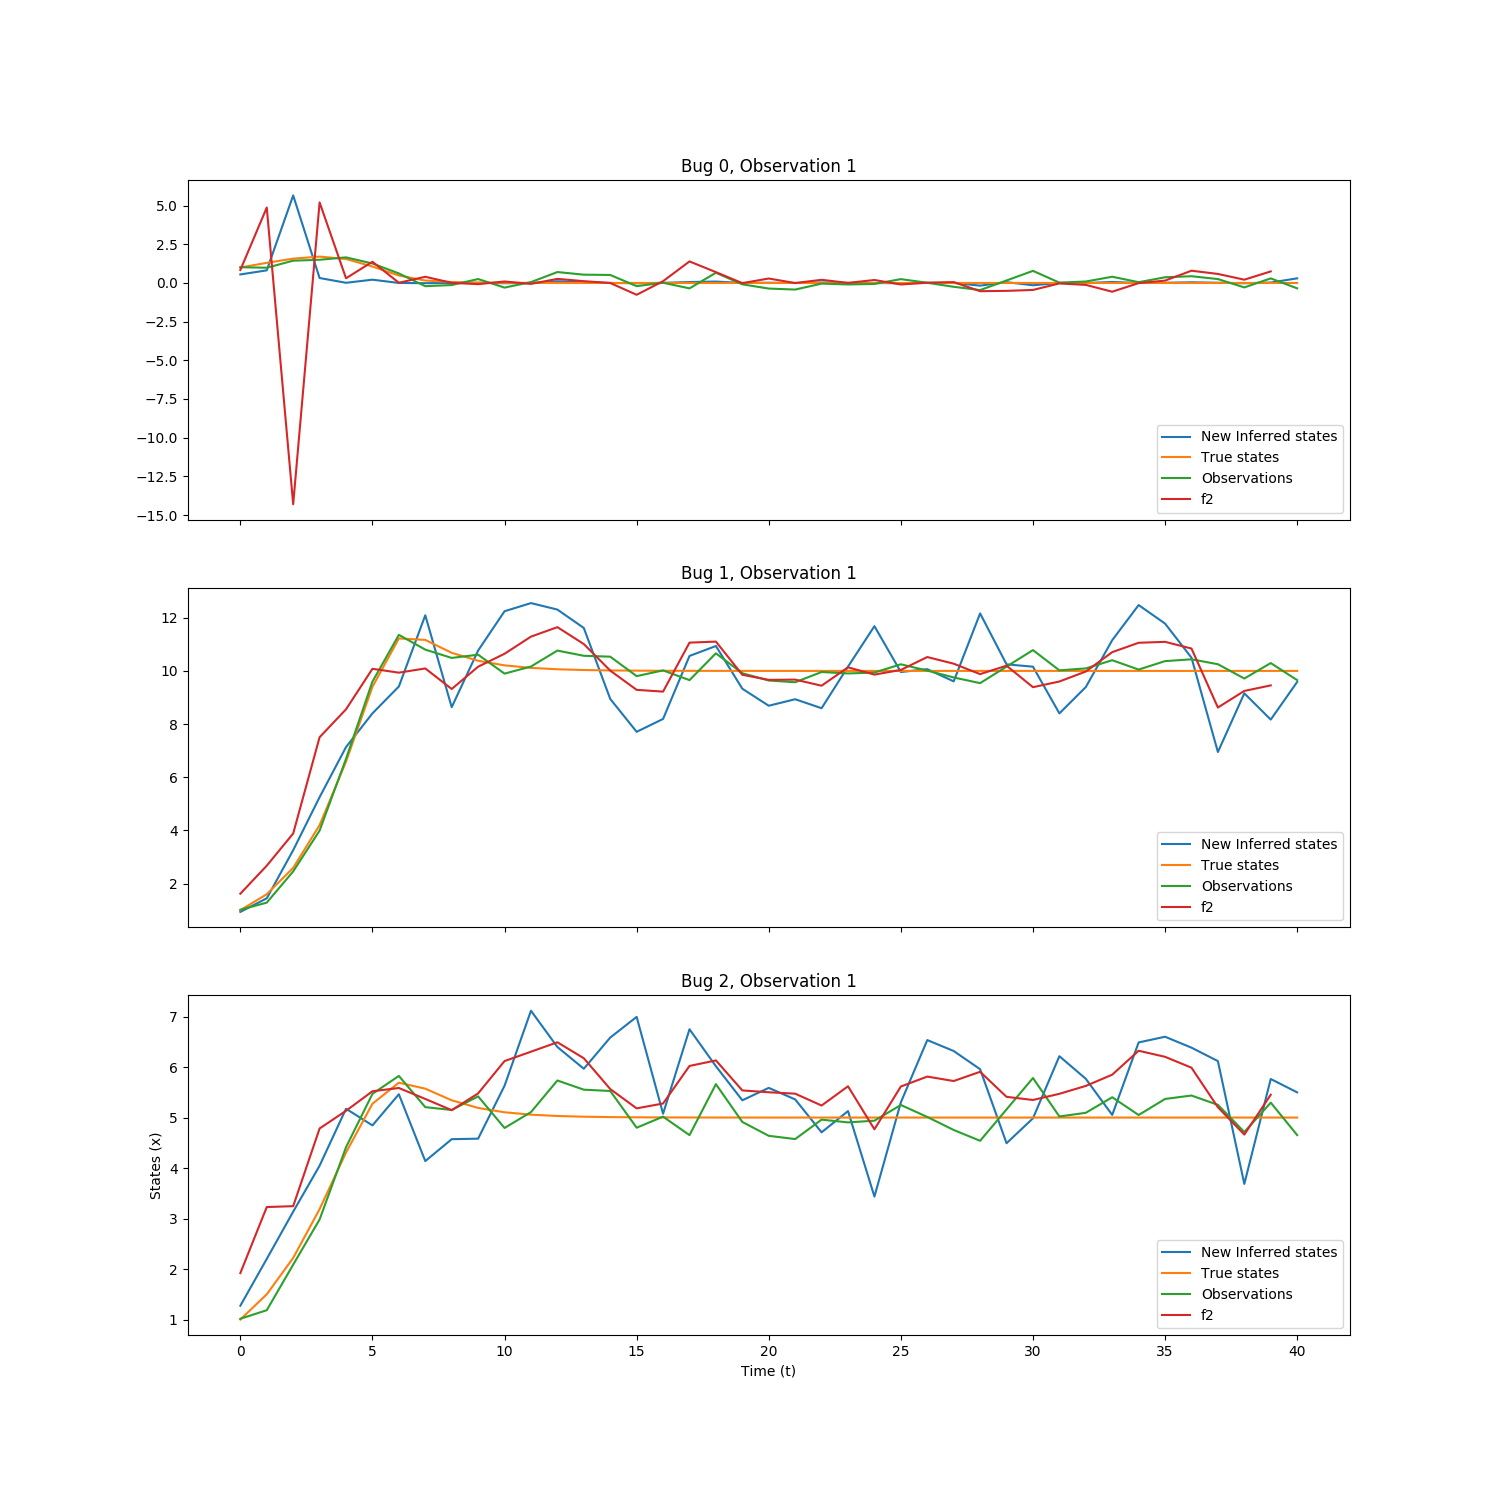 Bug 0, Observation 1
5.0
2.5
0.0
−2.5
−5.0
−7.5
−10.0
−12.5
−15.0
New Inferred states
True states
Observations
f2
Bug 1, Observation 1
12
10
8
6
4
2
New Inferred states
True states
Observations
f2
Bug 2, Observation 1
7
6
5
4
3
2
1
States (x)
New Inferred states
True states
Observations
f2
0 5 10 15 20 25 30 35 40
Time (t)